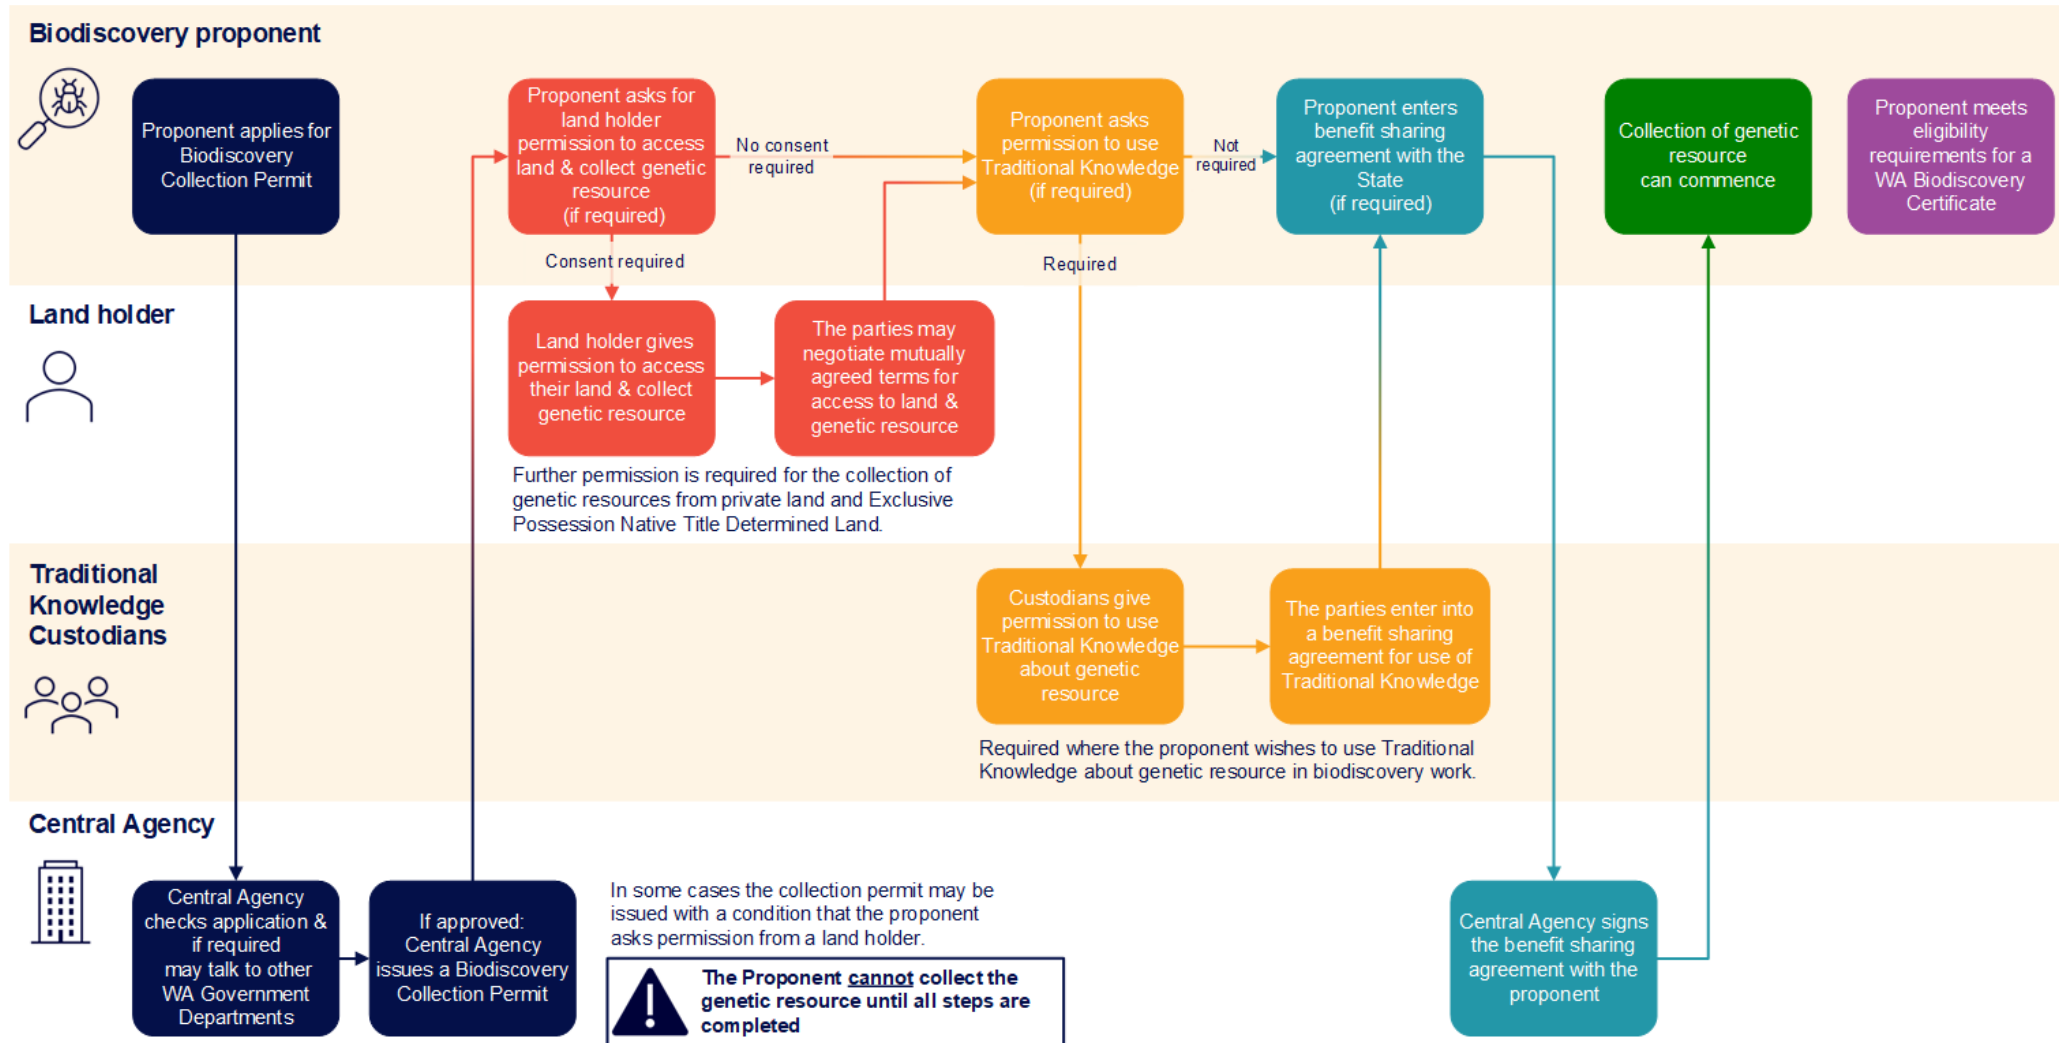 Biodiscovery proponent
Proponent applies for
Biodiscovery
Collection Permit
Proponent asks for
land holder
permission to access
land & collect genetic
resource
(if required)
No consent
required
Proponent asks
permission to use
Traditional Knowledge
(if required)
Not
required
Proponent enters
benefit sharing
agreement with the
State
(if required)
Collection of genetic
resource
can commence
Proponent meets
eligibility
requirements for a
WA Biodiscovery
Certificate
Consent required
Required
Land holder
Land holder gives
permission to access
their land & collect
genetic resource
The parties may
negotiate mutually
agreed terms for
access to land &
genetic resource
Further permission is required for the collection of
genetic resources from private land and Exclusive
Possession Native Title Determined Land.
Traditional
Knowledge
Custodians
Custodians give
permission to use
Traditional Knowledge
about genetic
resource
The parties enter into
a benefit sharing
agreement for use of
Traditional Knowledge
Required where the proponent wishes to use Traditional
Knowledge about genetic resource in biodiscovery work.
Central Agency
Central Agency
checks application &
if required
may talk to other
WA Government
Departments
If approved:
Central Agency
issues a Biodiscovery
Collection Permit
In some cases the collection permit may be
issued with a condition that the proponent
asks permission from a land holder.
The Proponent cannot collect the
genetic resource until all steps are
completed
Central Agency signs
the benefit sharing
agreement with the
proponent